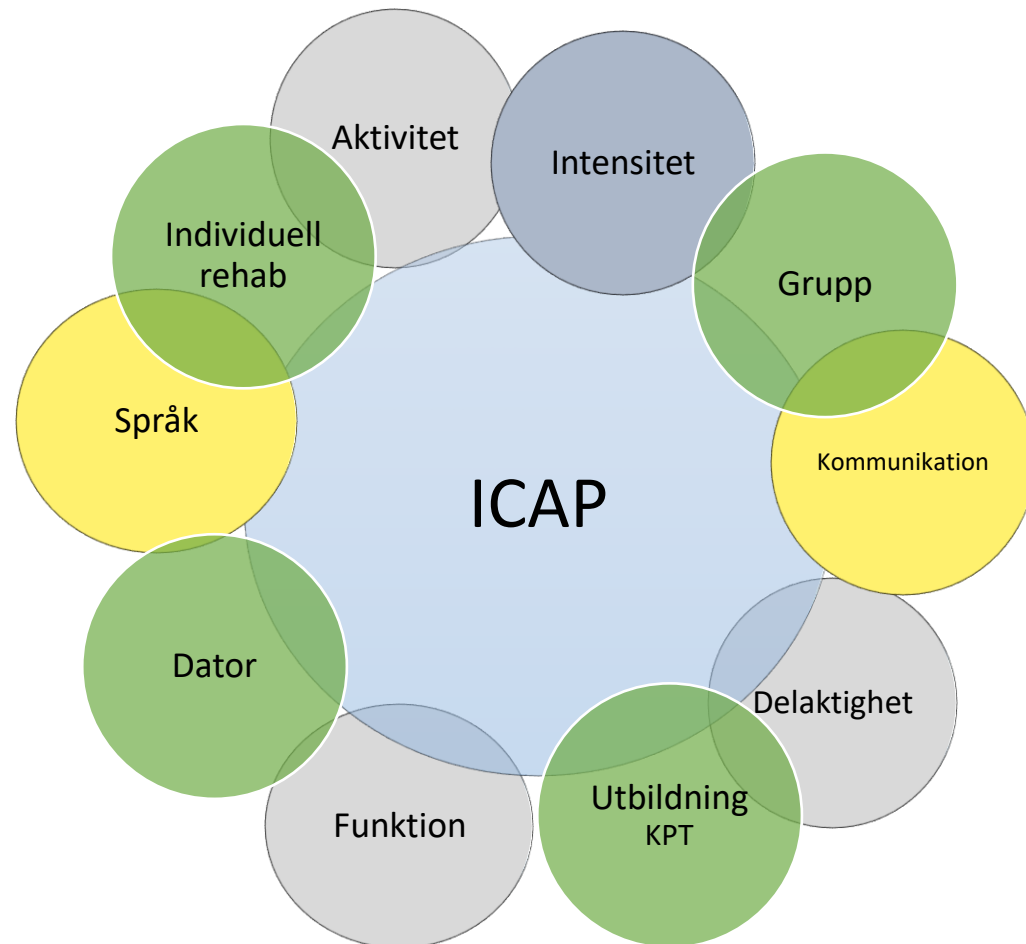 Aktivitet
Intensitet
Individuell
rehab
Grupp
Språk
Kommunikation
ICAP
Dator
Delaktighet
Utbildning
KPT
Funktion